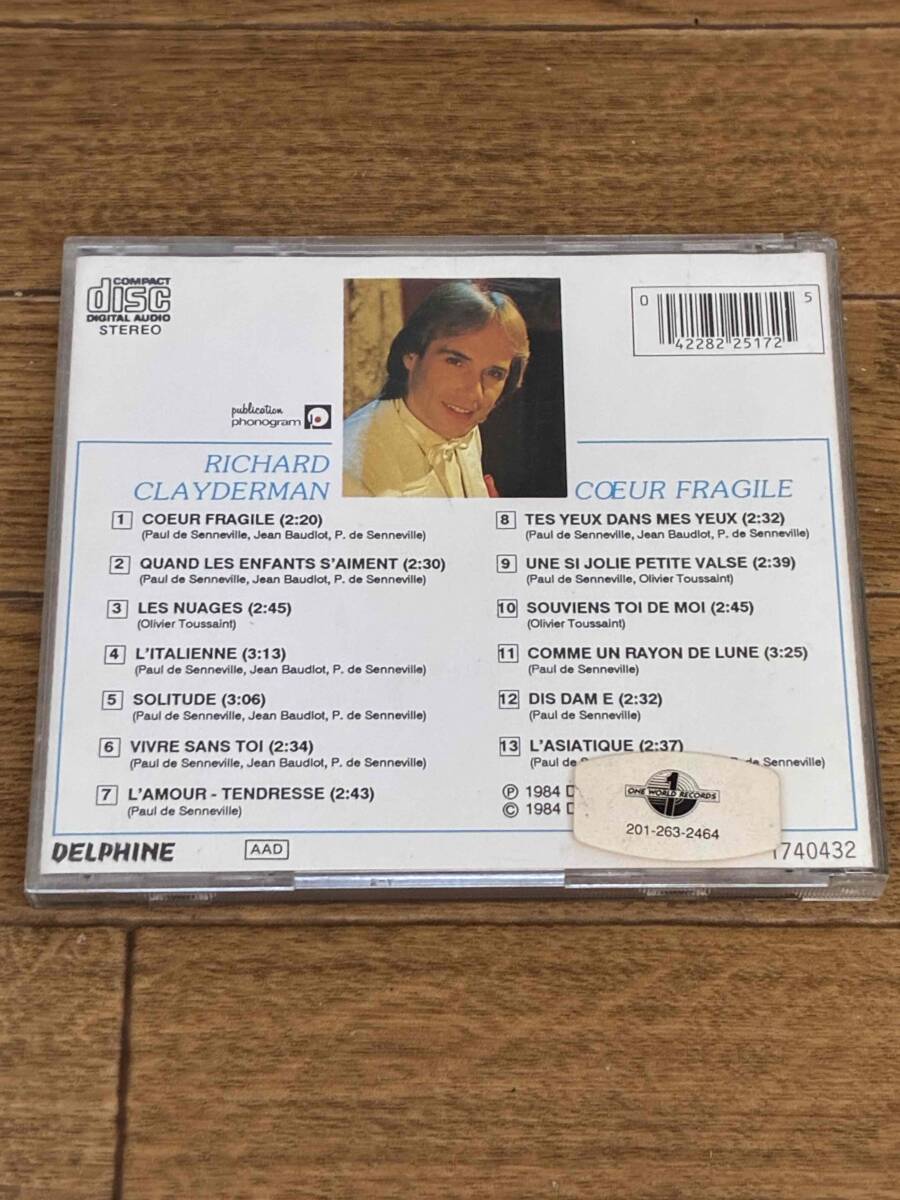 COMPACT
disc
DIGITAL AUDIO
STEREO
0
5
42282 25172
publication
phonogram
RICHARD
CLAYDERMAN
CŒUR FRAGILE
1 COEUR FRAGILE (2:20)
(Paul de Senneville, Jean Baudlot, P. de Senneville)
2 QUAND LES ENFANTS S'AIMENT (2:30)
(Paul de Senneville, Jean Baudlot, P. de Senneville)
3 LES NUAGES (2:45)
(Olivier Toussaint)
4 L'ITALIENNE (3:13)
(Paul de Senneville, Jean Baudlot, P. de Senneville)
5 SOLITUDE (3:06)
(Paul de Senneville, Jean Baudlot, P. de Senneville)
6 VIVRE SANS TOI (2:34)
(Paul de Senneville, Jean Baudlot, P. de Senneville)
7 L'AMOUR - TENDRESSE (2:43)
(Paul de Senneville)
8 TES YEUX DANS MES YEUX (2:32)
(Paul de Senneville, Jean Baudlot, P. de Senneville)
9 UNE SI JOLIE PETITE VALSE (2:39)
(Paul de Senneville, Olivier Toussaint)
10 SOUVIENS TOI DE MOI (2:45)
(Olivier Toussaint)
11 COMME UN RAYON DE LUNE (3:25)
(Paul de Senneville)
12 DIS DAM E (2:32)
(Paul de Senneville)
13 L'ASIATIQUE (2:37)
(Paul de Senneville)
℗ 1984
© 1984
1
ONE WORLD RECORDS
201-263-2464
DELPHINE
AAD
1740432